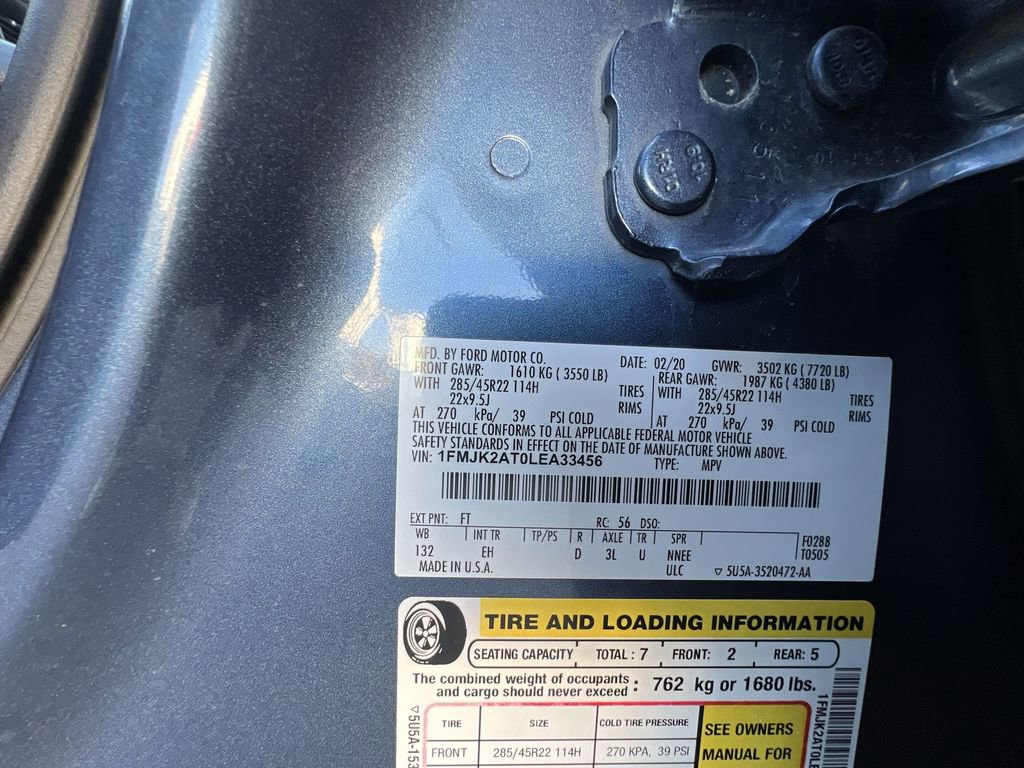 MFD. BY FORD MOTOR CO. DATE: 02/20 GVWR: 3502 KG ( 7720 LB)
FRONT GAWR: 1610 KG ( 3550 LB) REAR GAWR: 1987 KG ( 4380 LB)
WITH 285/45R22 114H TIRES WITH 285/45R22 114H TIRES
22x9.5J RIMS 22x9.5J RIMS
AT 270 kPa/ 39 PSI COLD AT 270 kPa/ 39 PSI COLD
THIS VEHICLE CONFORMS TO ALL APPLICABLE FEDERAL MOTOR VEHICLE
SAFETY STANDARDS IN EFFECT ON THE DATE OF MANUFACTURE SHOWN ABOVE.
VIN: 1FMJK2AT0LEA33456 TYPE: MPV
EXT PNT: FT RC: 56 DSO:
WB INT TR TP/PS R AXLE TR SPR F0288
132 EH D 3L U NNEE T0505
MADE IN U.S.A. ULC ▽ 5U5A-3520472-AA
TIRE AND LOADING INFORMATION
SEATING CAPACITY TOTAL : 7 FRONT: 2 REAR: 5
The combined weight of occupants
and cargo should never exceed : 762 kg or 1680 lbs.
TIRE SIZE COLD TIRE PRESSURE SEE OWNERS
FRONT 285/45R22 114H 270 KPA, 39 PSI MANUAL FOR
▽5U5A-153
1FMJK2AT0LE